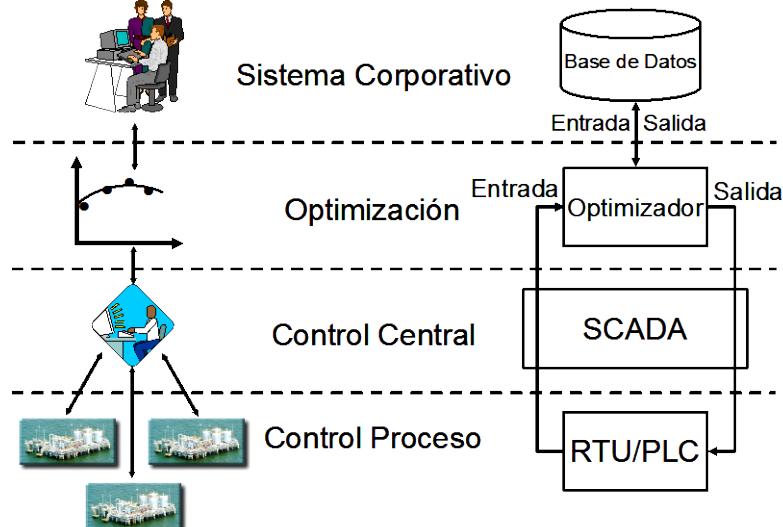 Sistema Corporativo
Base de Datos
Entrada Salida
Optimización
Entrada
Optimizador
Salida
Control Central
SCADA
Control Proceso
RTU/PLC